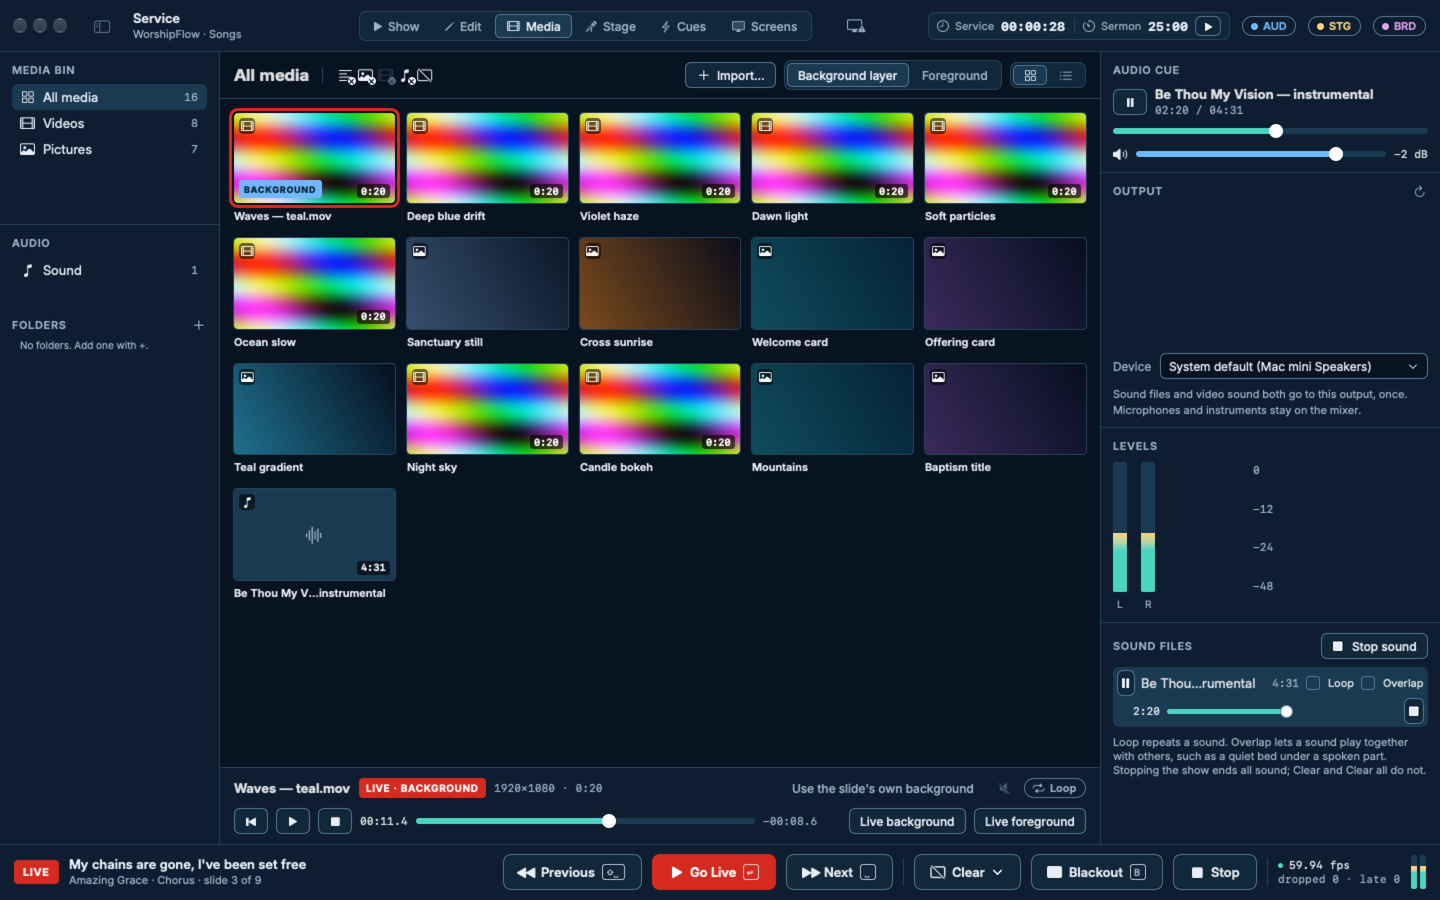 Service
WorshipFlow · Songs
Show
Edit
Media
Stage
Cues
Screens
Service 00:00:28
Sermon 25:00
AUD
STG
BRD
MEDIA BIN
All media 16
Videos 8
Pictures 7
AUDIO
Sound 1
FOLDERS +
No folders. Add one with +.
All media
+ Import...
Background layer
Foreground
BACKGROUND 0:20
0:20
0:20
0:20
0:20
Waves — teal.mov
Deep blue drift
Violet haze
Dawn light
Soft particles
0:20
Ocean slow
Sanctuary still
Cross sunrise
Welcome card
Offering card
0:20
0:20
Teal gradient
Night sky
Candle bokeh
Mountains
Baptism title
4:31
Be Thou My V...instrumental
Waves — teal.mov LIVE · BACKGROUND 1920×1080 · 0:20
Use the slide's own background
Loop
00:11.4
−00:08.6
Live background
Live foreground
AUDIO CUE
Be Thou My Vision — instrumental
02:20 / 04:31
−2 dB
OUTPUT
Device System default (Mac mini Speakers)
Sound files and video sound both go to this output, once.
Microphones and instruments stay on the mixer.
LEVELS
0
−12
−24
−48
L R
SOUND FILES
Stop sound
Be Thou...rumental 4:31 Loop Overlap
2:20
Loop repeats a sound. Overlap lets a sound play together
with others, such as a quiet bed under a spoken part.
Stopping the show ends all sound; Clear and Clear all do not.
LIVE
My chains are gone, I've been set free
Amazing Grace · Chorus · slide 3 of 9
Previous
Go Live
Next
Clear
Blackout B
Stop
59.94 fps
dropped 0 · late 0